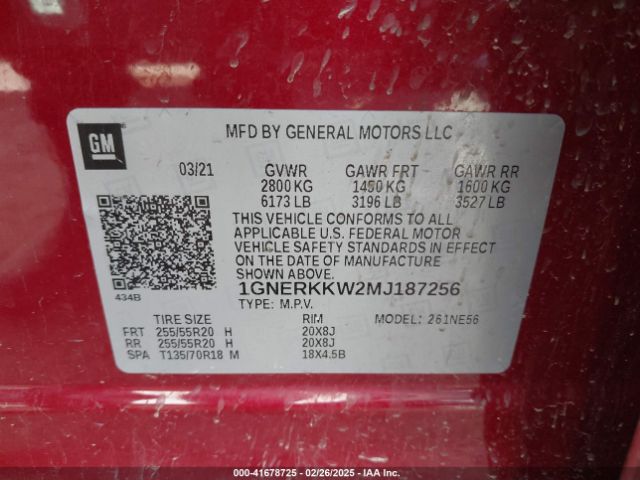 GM
MFD BY GENERAL MOTORS LLC
03/21 GVWR GAWR FRT GAWR RR
2800 KG 1450 KG 1600 KG
6173 LB 3196 LB 3527 LB
THIS VEHICLE CONFORMS TO ALL
APPLICABLE U.S. FEDERAL MOTOR
VEHICLE SAFETY STANDARDS IN EFFECT
ON THE DATE OF MANUFACTURE
SHOWN ABOVE.
434B
1GNERKKW2MJ187256
TYPE: M.P.V.
TIRE SIZE RIM MODEL: 261NE56
FRT 255/55R20 H 20X8J
RR 255/55R20 H 20X8J
SPA T135/70R18 M 18X4.5B
000-41678725 - 02/26/2025 - IAA Inc.